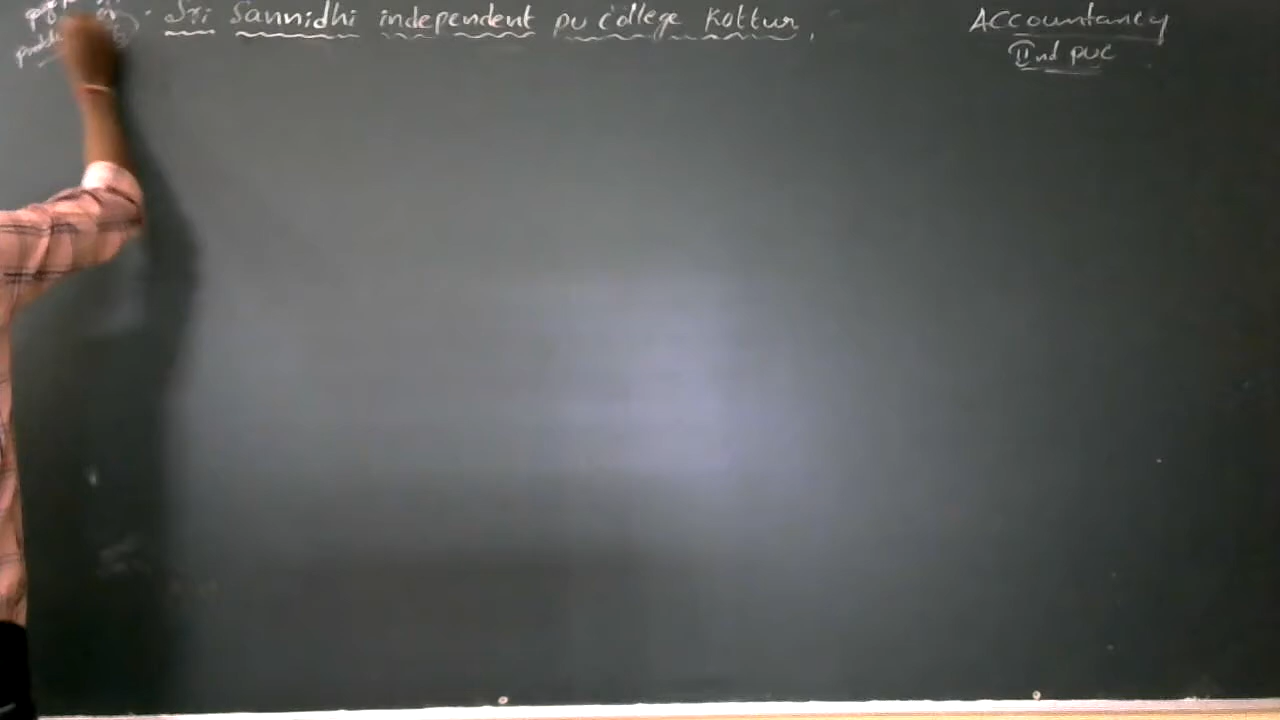 Sri Sannidhi independent pu college Kottur,
Accountancy
IInd puc